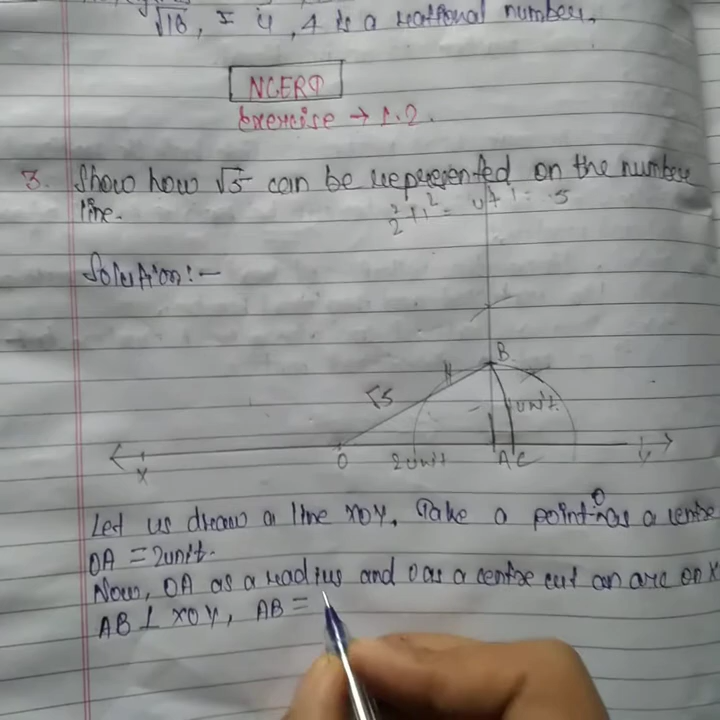 √16, = 4, 4 is a rational number.
NCERT
Exercise → 1.2.
3. Show how √5 can be represented on the number
line.
2² + 1² = 4 + 1 = 5
Solution:-
B
√5
1 unit.
X O 2 unit A C Y
Let us draw a line XOY. Take a point O as a centre
OA = 2unit.
Now, OA as a radius and O as a centre cut an arc on X
AB ⊥ XOY, AB =